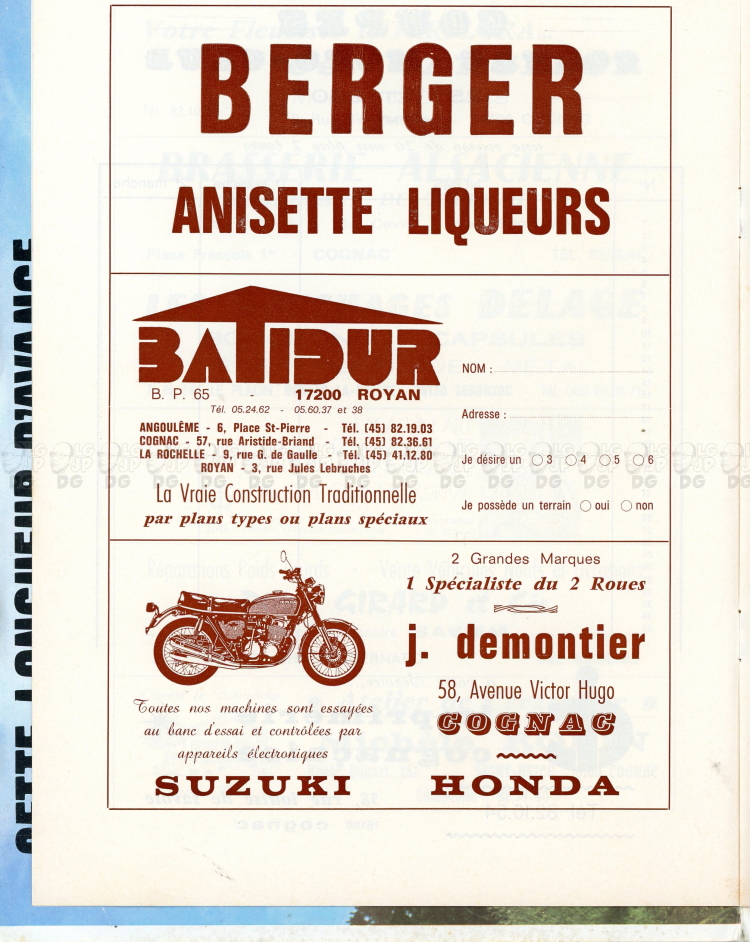 BERGER
ANISETTE LIQUEURS
BATIDUR
B. P. 65 17200 ROYAN
Tél. 05.24.62 - 05.60.37 et 38
ANGOULÊME - 6, Place St-Pierre - Tél. (45) 82.19.03
COGNAC - 57, rue Aristide-Briand - Tél. (45) 82.36.61
LA ROCHELLE - 9, rue G. de Gaulle - Tél. (45) 41.12.80
ROYAN - 3, rue Jules Lebruches
La Vraie Construction Traditionnelle
par plans types ou plans spéciaux
NOM :
Adresse :
Je désire un ○ 3 ○ 4 ○ 5 ○ 6
Je possède un terrain ○ oui ○ non
2 Grandes Marques
1 Spécialiste du 2 Roues
j. demontier
58, Avenue Victor Hugo
COGNAC
Toutes nos machines sont essayées
au banc d'essai et contrôlées par
appareils électroniques
SUZUKI HONDA
CETTE LONGUEUR D'AVANCE